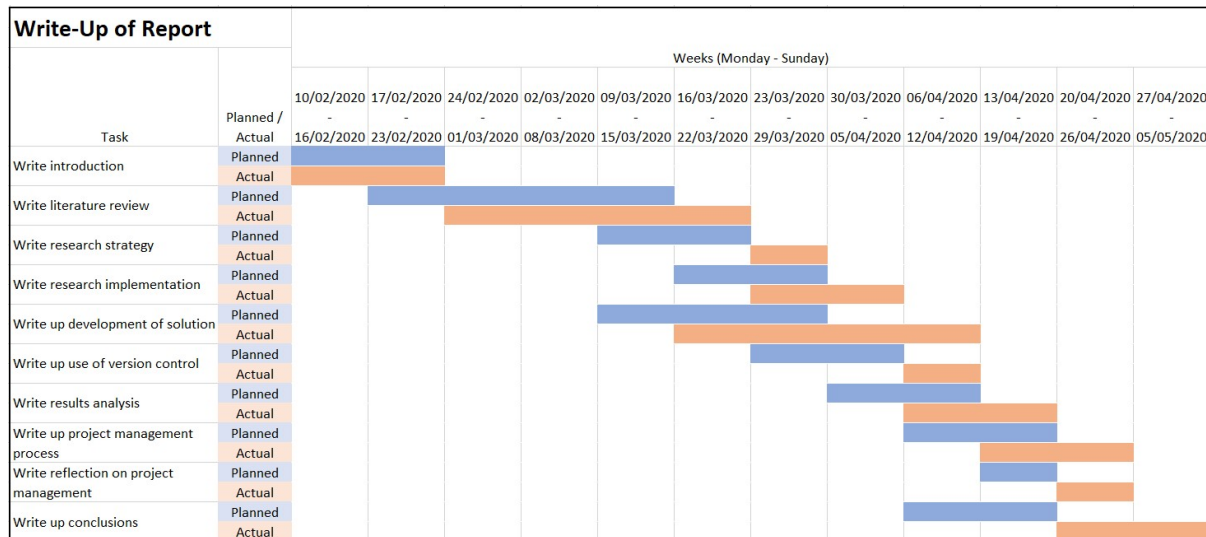 Write-Up of Report
Weeks (Monday - Sunday)
10/02/2020 17/02/2020 24/02/2020 02/03/2020 09/03/2020 16/03/2020 23/03/2020 30/03/2020 06/04/2020 13/04/2020 20/04/2020 27/04/2020
Planned / - - - - - - - - - - - -
Task Actual 16/02/2020 23/02/2020 01/03/2020 08/03/2020 15/03/2020 22/03/2020 29/03/2020 05/04/2020 12/04/2020 19/04/2020 26/04/2020 05/05/2020
Write introduction
Planned
Actual
Write literature review
Planned
Actual
Write research strategy
Planned
Actual
Write research implementation
Planned
Actual
Write up development of solution
Planned
Actual
Write up use of version control
Planned
Actual
Write results analysis
Planned
Actual
Write up project management
process
Planned
Actual
Write reflection on project
management
Planned
Actual
Write up conclusions
Planned
Actual